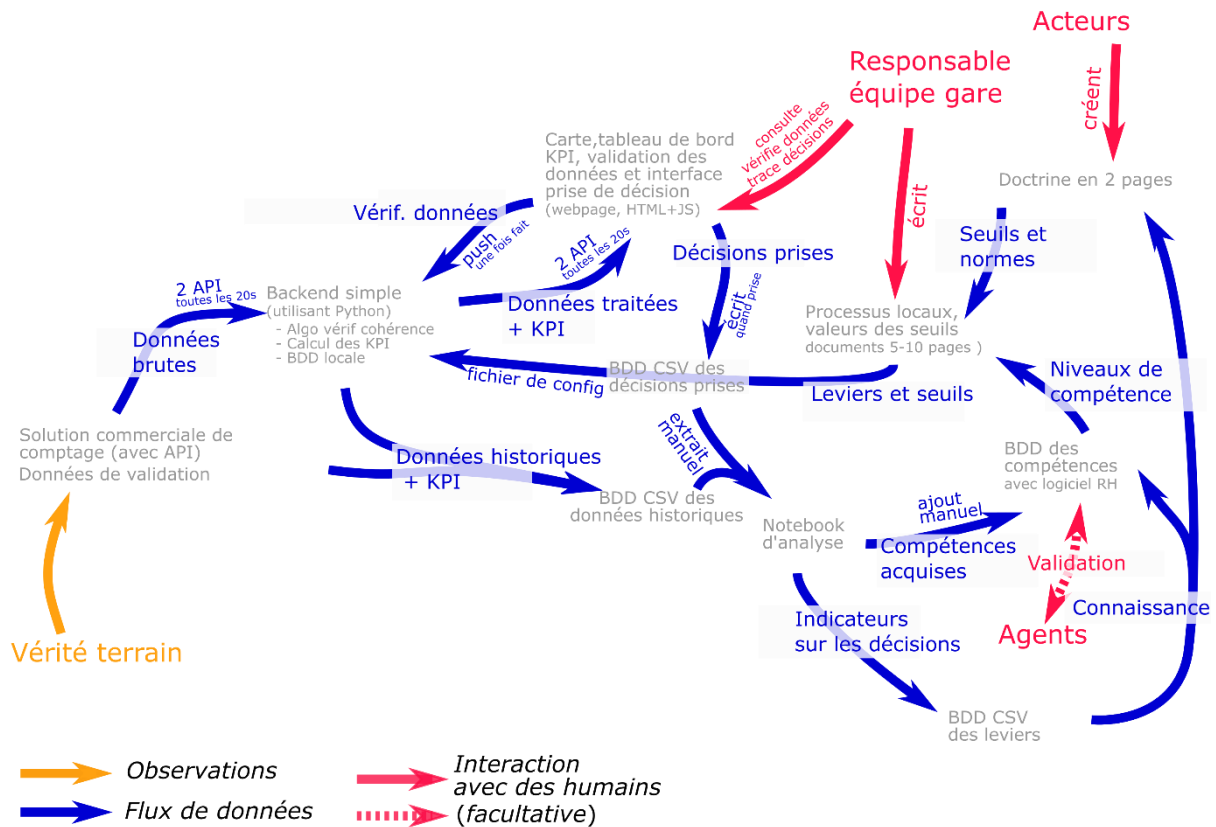 Acteurs
créent
Responsable
équipe gare
consulte
vérifie données
trace décisions
écrit
Carte,tableau de bord
KPI, validation des
données et interface
prise de décision
(webpage, HTML+JS)
Doctrine en 2 pages
Vérif. données
push
une fois fait
2 API
toutes les 20s
Décisions prises
Seuils et
normes
2 API
toutes les 20s
Données
brutes
Backend simple
(utilisant Python)
- Algo vérif cohérence
- Calcul des KPI
- BDD locale
Données traitées
+ KPI
écrit
quand prise
Processus locaux,
valeurs des seuils,
documents 5-10 pages )
fichier de config
BDD CSV des
décisions prises
Leviers et seuils
Niveaux de
compétence
Solution commerciale de
comptage (avec API)
Données de validation
extrait
manuel
Données historiques
+ KPI
BDD CSV des
données historiques
BDD des
compétences
avec logiciel RH
Notebook
d'analyse
ajout
manuel
Compétences
acquises
Validation
Connaissance
Agents
Vérité terrain
Indicateurs
sur les décisions
BDD CSV
des leviers
Observations
Flux de données
Interaction
avec des humains
(facultative)